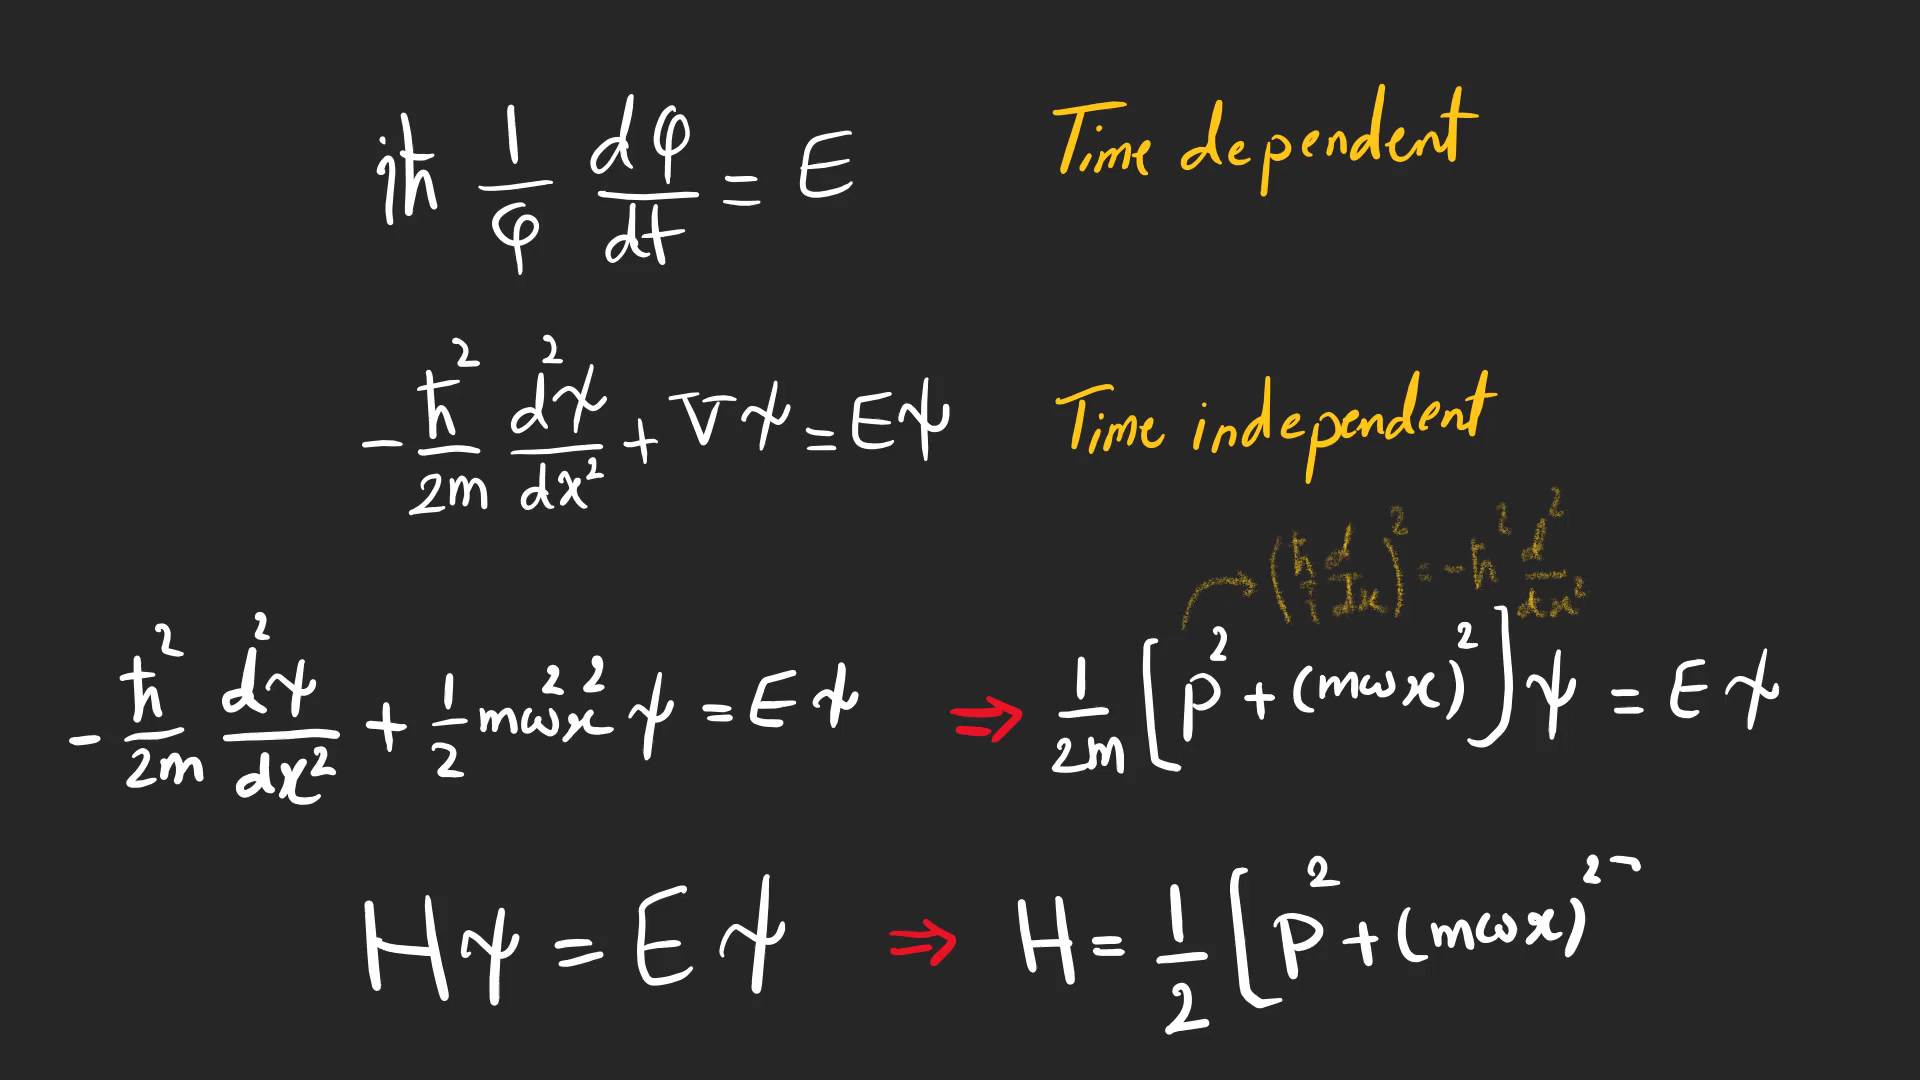 iħ 1/φ dφ/dt = E Time dependent
-ħ²/2m d²ψ/dx² + Vψ = Eψ Time independent
(ħ/i d/dx)² = -ħ² d²/dx²
-ħ²/2m d²ψ/dx² + 1/2 mω²x² ψ = Eψ ⇒ 1/2m [p² + (mωx)²]ψ = Eψ
Hψ = Eψ ⇒ H = 1/2 [p² + (mωx)²